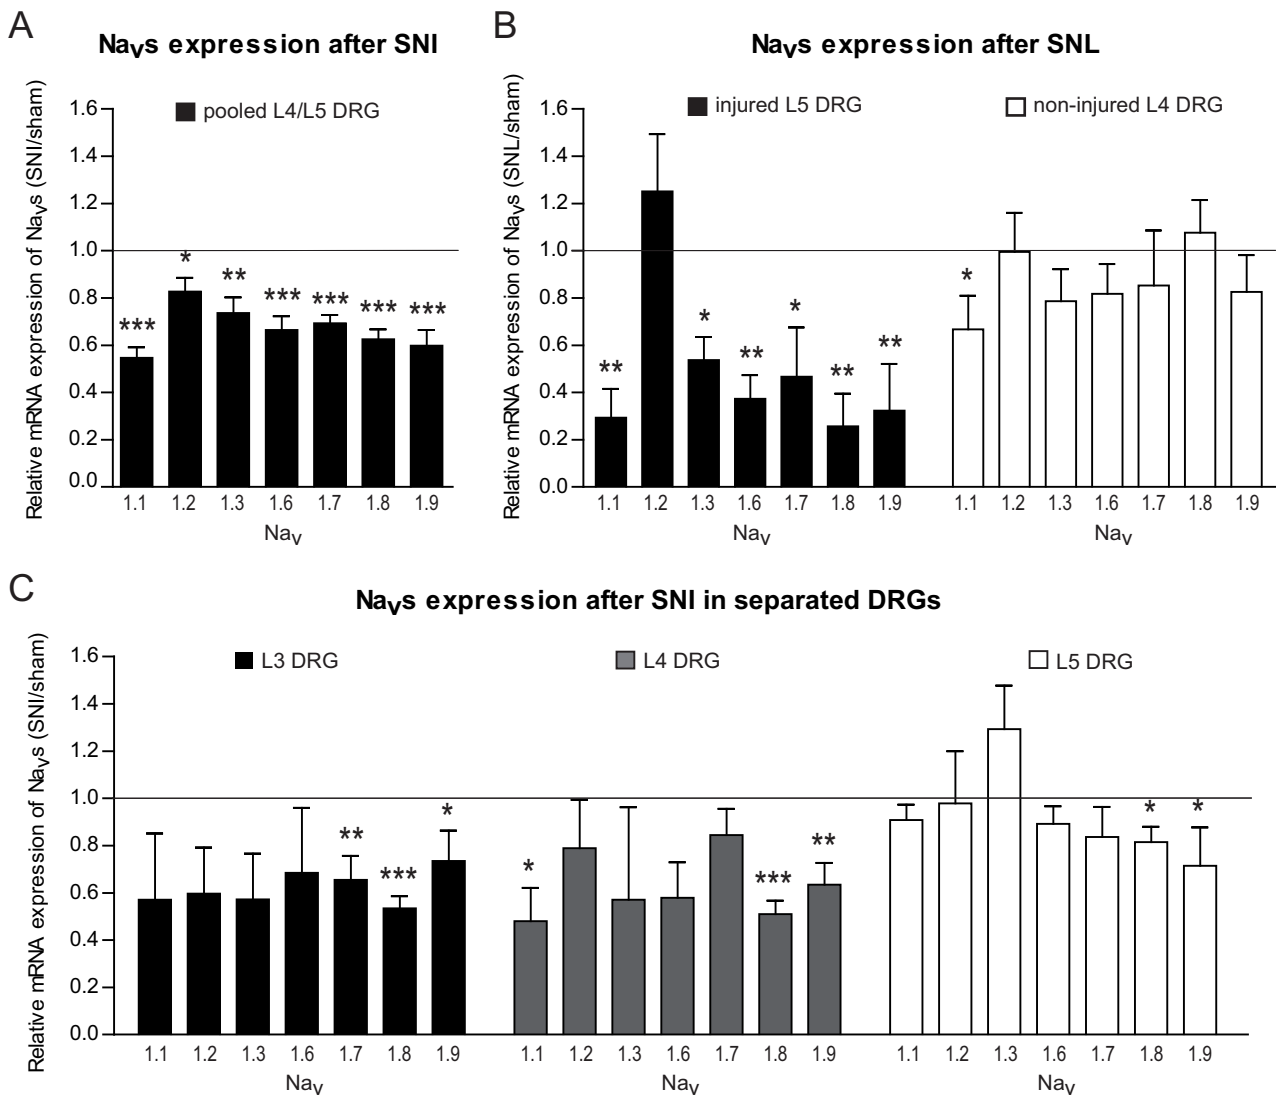 A
Navs expression after SNI
Relative mRNA expression of Navs (SNI/sham)
1.6
1.4
1.2
1.0
0.8
0.6
0.4
0.2
0.0
pooled L4/L5 DRG
*** * ** *** *** *** ***
1.1 1.2 1.3 1.6 1.7 1.8 1.9
Nav
B
Navs expression after SNL
Relative mRNA expression of Navs (SNL/sham)
1.6
1.4
1.2
1.0
0.8
0.6
0.4
0.2
0.0
injured L5 DRG
non-injured L4 DRG
** * ** * ** ** *
1.1 1.2 1.3 1.6 1.7 1.8 1.9 1.1 1.2 1.3 1.6 1.7 1.8 1.9
Nav Nav
C
Navs expression after SNI in separated DRGs
Relative mRNA expression of Navs (SNI/sham)
1.6
1.4
1.2
1.0
0.8
0.6
0.4
0.2
0.0
L3 DRG
L4 DRG
L5 DRG
** *** * * *** ** * *
1.1 1.2 1.3 1.6 1.7 1.8 1.9 1.1 1.2 1.3 1.6 1.7 1.8 1.9 1.1 1.2 1.3 1.6 1.7 1.8 1.9
Nav Nav Nav